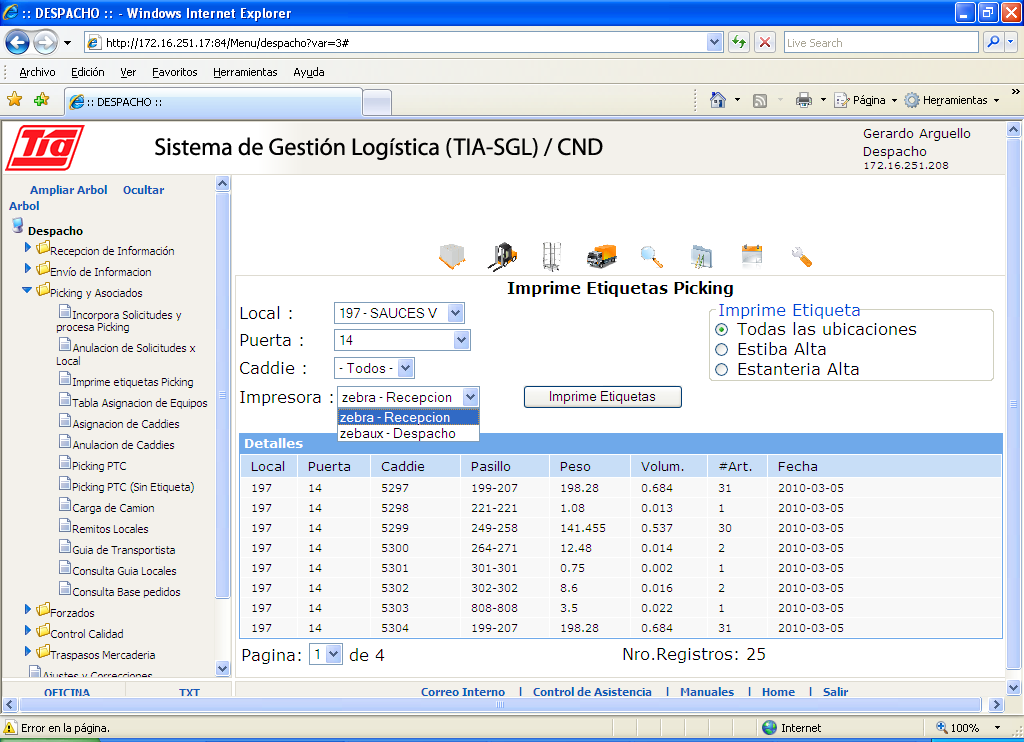 :: DESPACHO :: - Windows Internet Explorer
http://172.16.251.17:84/Menu/despacho?var=3#
Live Search
Archivo Edición Ver Favoritos Herramientas Ayuda
:: DESPACHO ::
Página Herramientas »
Tia
Sistema de Gestión Logística (TIA-SGL) / CND
Gerardo Arguello
Despacho
172.16.251.208
Ampliar Arbol Ocultar
Arbol
Despacho
Recepcion de Información
Envío de Informacion
Picking y Asociados
Incorpora Solicitudes y
procesa Picking
Anulacion de Solicitudes x
Local
Imprime etiquetas Picking
Tabla Asignacion de Equipos
Asignacion de Caddies
Anulacion de Caddies
Picking PTC
Picking PTC (Sin Etiqueta)
Carga de Camion
Remitos Locales
Guia de Transportista
Consulta Guia Locales
Consulta Base pedidos
Forzados
Control Calidad
Traspasos Mercaderia
Ajustes y Correcciones
OFICINA TXT
Imprime Etiquetas Picking
Local : 197 - SAUCES V
Puerta : 14
Caddie : - Todos -
Impresora : zebra - Recepcion
zebra - Recepcion
zebaux - Despacho
Imprime Etiquetas
Imprime Etiqueta
Todas las ubicaciones
Estiba Alta
Estanteria Alta
Detalles
Local Puerta Caddie Pasillo Peso Volum. #Art. Fecha
197 14 5297 199-207 198.28 0.684 31 2010-03-05
197 14 5298 221-221 1.08 0.013 1 2010-03-05
197 14 5299 249-258 141.455 0.537 30 2010-03-05
197 14 5300 264-271 12.48 0.014 2 2010-03-05
197 14 5301 301-301 0.75 0.002 1 2010-03-05
197 14 5302 302-302 8.6 0.016 2 2010-03-05
197 14 5303 808-808 3.5 0.022 1 2010-03-05
197 14 5304 199-207 198.28 0.684 31 2010-03-05
Pagina: 1 de 4 Nro.Registros: 25
Correo Interno | Control de Asistencia | Manuales | Home | Salir
Error en la página. Internet 100%